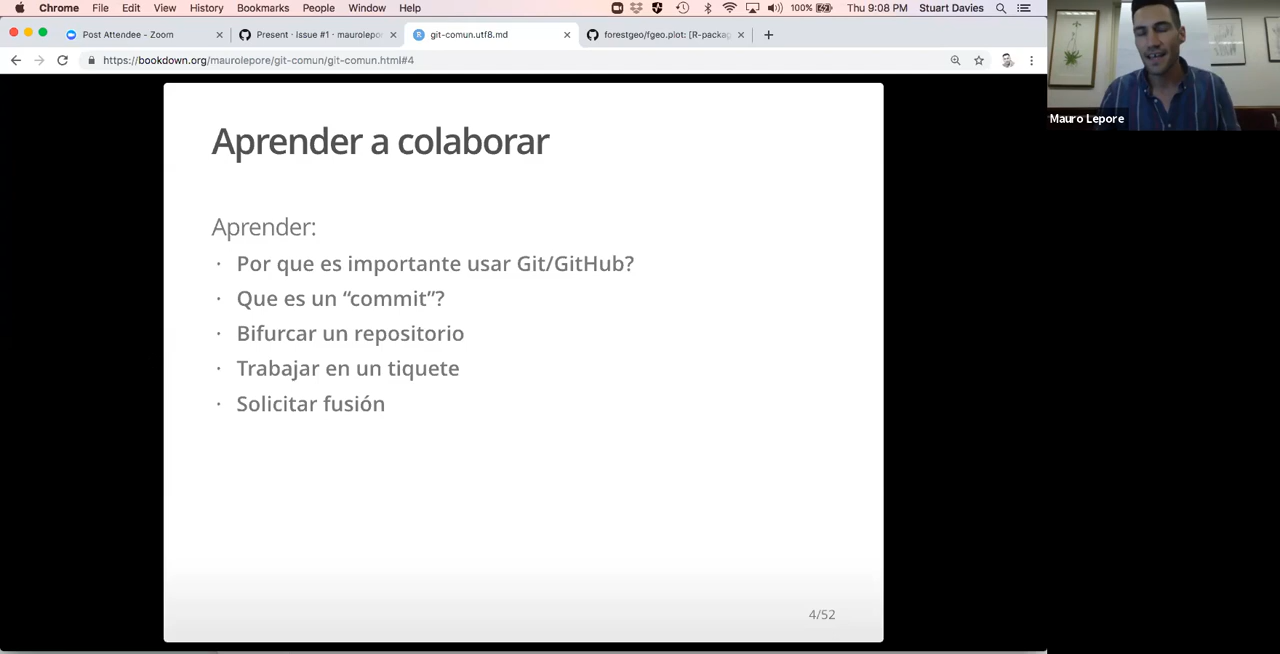 Chrome File Edit View History Bookmarks People Window Help 100% Thu 9:08 PM Stuart Davies
Post Attendee - Zoom
Present · Issue #1 · maurolepor
git-comun.utf8.md
forestgeo/fgeo.plot: [R-packag
https://bookdown.org/maurolepore/git-comun/git-comun.html#4
Mauro Lepore
Aprender a colaborar
Aprender:
· Por que es importante usar Git/GitHub?
· Que es un “commit”?
· Bifurcar un repositorio
· Trabajar en un tiquete
· Solicitar fusión
4/52